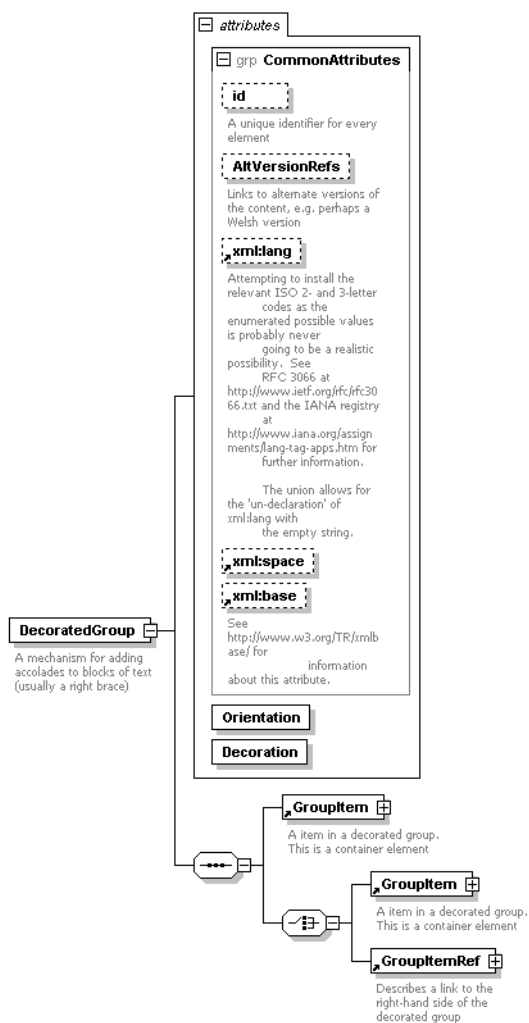 attributes
grp CommonAttributes
id
A unique identifier for every
element
AltVersionRefs
Links to alternate versions of
the content, e.g. perhaps a
Welsh version
xml:lang
Attempting to install the
relevant ISO 2- and 3-letter
codes as the
enumerated possible values
is probably never
going to be a realistic
possibility.  See
RFC 3066 at
http://www.ietf.org/rfc/rfc30
66.txt and the IANA registry
at
http://www.iana.org/assign
ments/lang-tag-apps.htm for
further information.
The union allows for
the 'un-declaration' of
xml:lang with
the empty string.
xml:space
xml:base
See
http://www.w3.org/TR/xmlb
ase/ for
information
about this attribute.
DecoratedGroup
A mechanism for adding
accolades to blocks of text
(usually a right brace)
Orientation
Decoration
GroupItem
A item in a decorated group.
This is a container element
GroupItem
A item in a decorated group.
This is a container element
GroupItemRef
Describes a link to the
right-hand side of the
decorated group